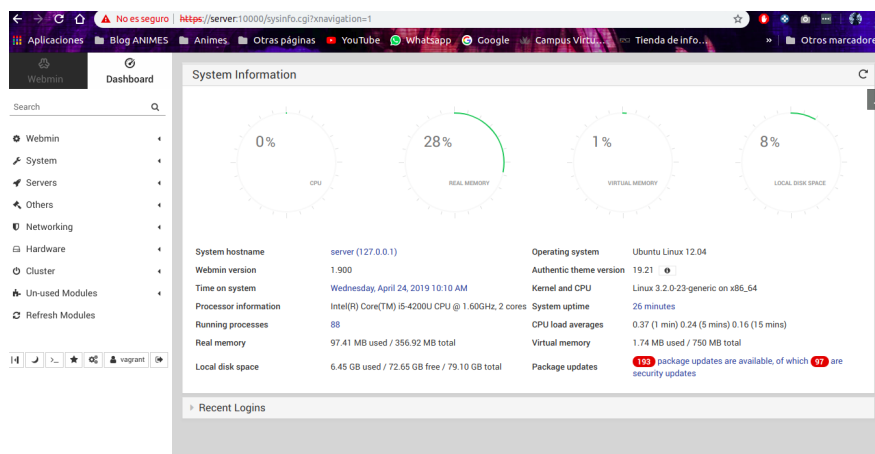 No es seguro | https://server:10000/sysinfo.cgi?xnavigation=1
Aplicaciones Blog ANIMES Animes Otras páginas YouTube Whatsapp Google Campus Virtu... Tienda de info... » Otros marcadore
Webmin Dashboard
Search
Webmin
System
Servers
Others
Networking
Hardware
Cluster
Un-used Modules
Refresh Modules
vagrant
System Information
0% CPU
28% REAL MEMORY
1% VIRTUAL MEMORY
8% LOCAL DISK SPACE
System hostname server (127.0.0.1) Operating system Ubuntu Linux 12.04
Webmin version 1.900 Authentic theme version 19.21
Time on system Wednesday, April 24, 2019 10:10 AM Kernel and CPU Linux 3.2.0-23-generic on x86_64
Processor information Intel(R) Core(TM) i5-4200U CPU @ 1.60GHz, 2 cores System uptime 26 minutes
Running processes 88 CPU load averages 0.37 (1 min) 0.24 (5 mins) 0.16 (15 mins)
Real memory 97.41 MB used / 356.92 MB total Virtual memory 1.74 MB used / 750 MB total
Local disk space 6.45 GB used / 72.65 GB free / 79.10 GB total Package updates 193 package updates are available, of which 97 are
security updates
Recent Logins